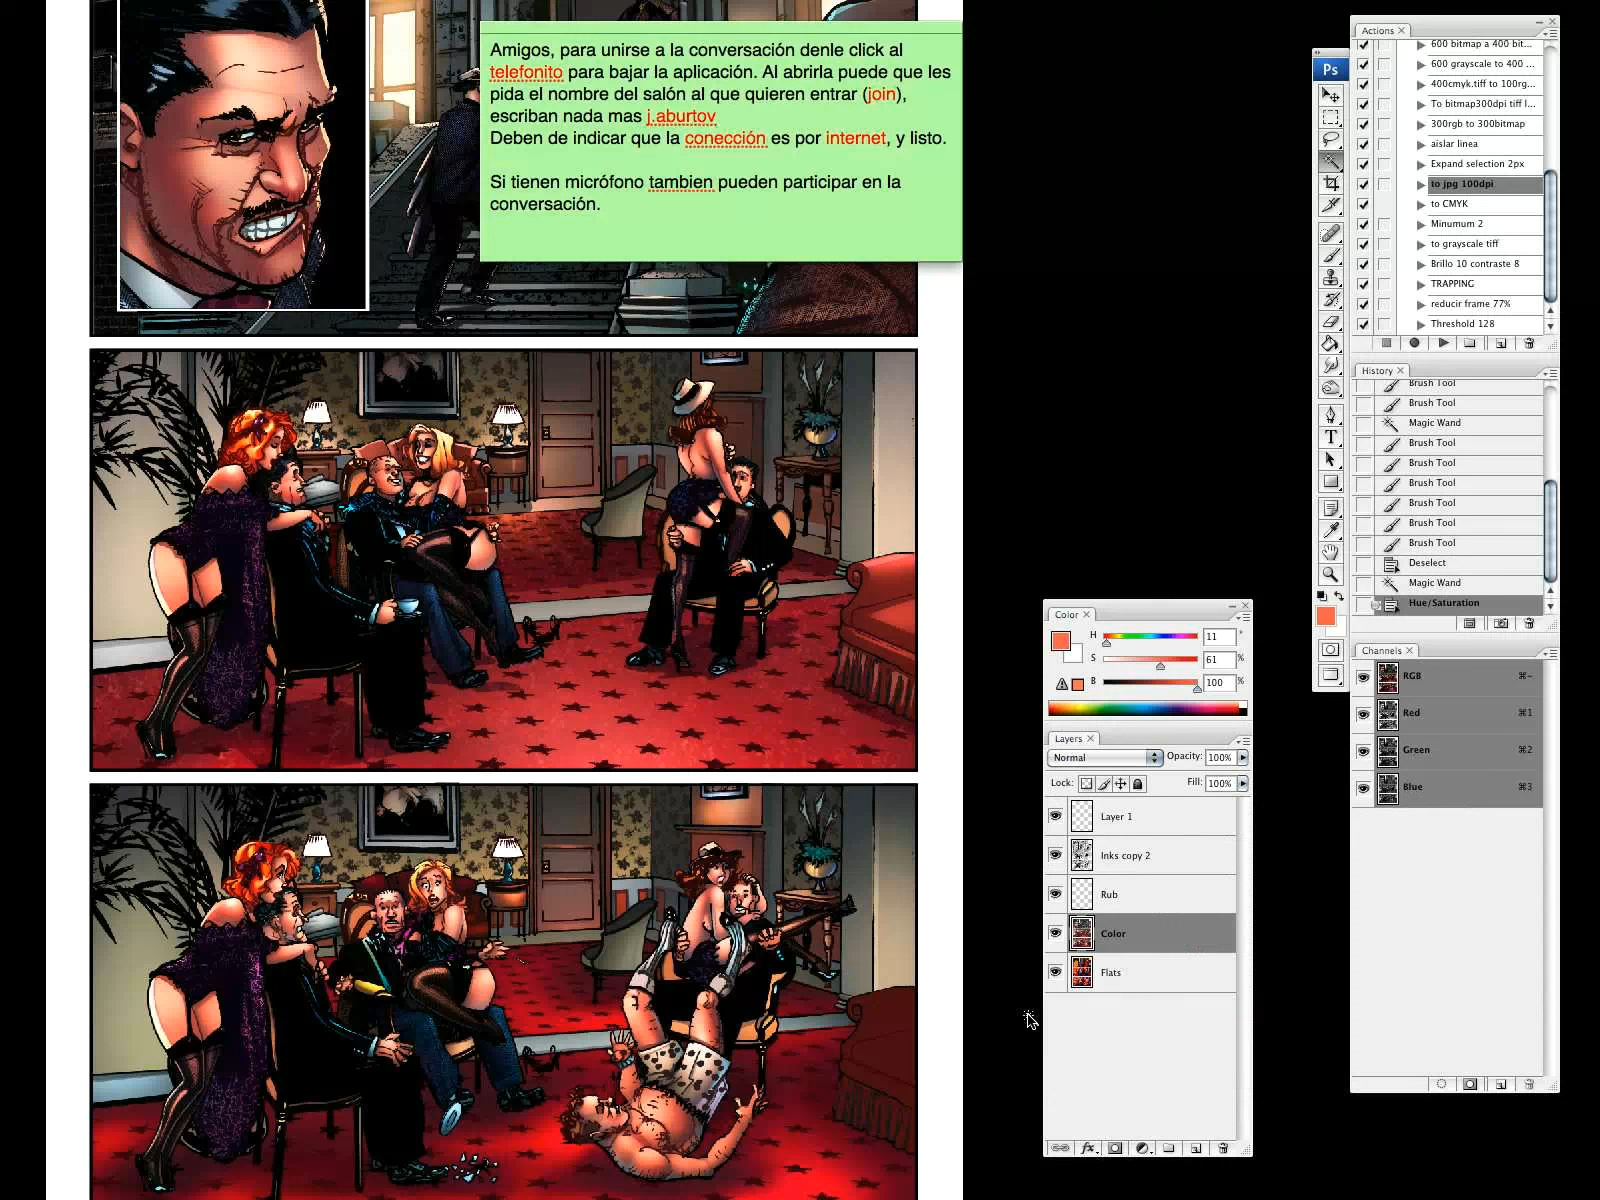 Amigos, para unirse a la conversación denle click al
telefonito para bajar la aplicación. Al abrirla puede que les
pida el nombre del salón al que quieren entrar (join),
escriban nada mas j.aburtov
Deben de indicar que la conección es por internet, y listo.
Si tienen micrófono tambien pueden participar en la
conversación.
Actions
600 bitmap a 400 bit...
600 grayscale to 400 ...
400cmyk.tiff to 100rg...
To bitmap300dpi tiff l...
300rgb to 300bitmap
aislar linea
Expand selection 2px
to jpg 100dpi
to CMYK
Minumum 2
to grayscale tiff
Brillo 10 contraste 8
TRAPPING
reducir frame 77%
Threshold 128
Ps
T
History
Brush Tool
Brush Tool
Magic Wand
Brush Tool
Brush Tool
Brush Tool
Brush Tool
Brush Tool
Brush Tool
Deselect
Magic Wand
Hue/Saturation
Color
H 11 °
S 61 %
B 100 %
Channels
RGB ⌘~
Red ⌘1
Green ⌘2
Blue ⌘3
Layers
Normal Opacity: 100%
Lock: Fill: 100%
Layer 1
Inks copy 2
Rub
Color
Flats
fx